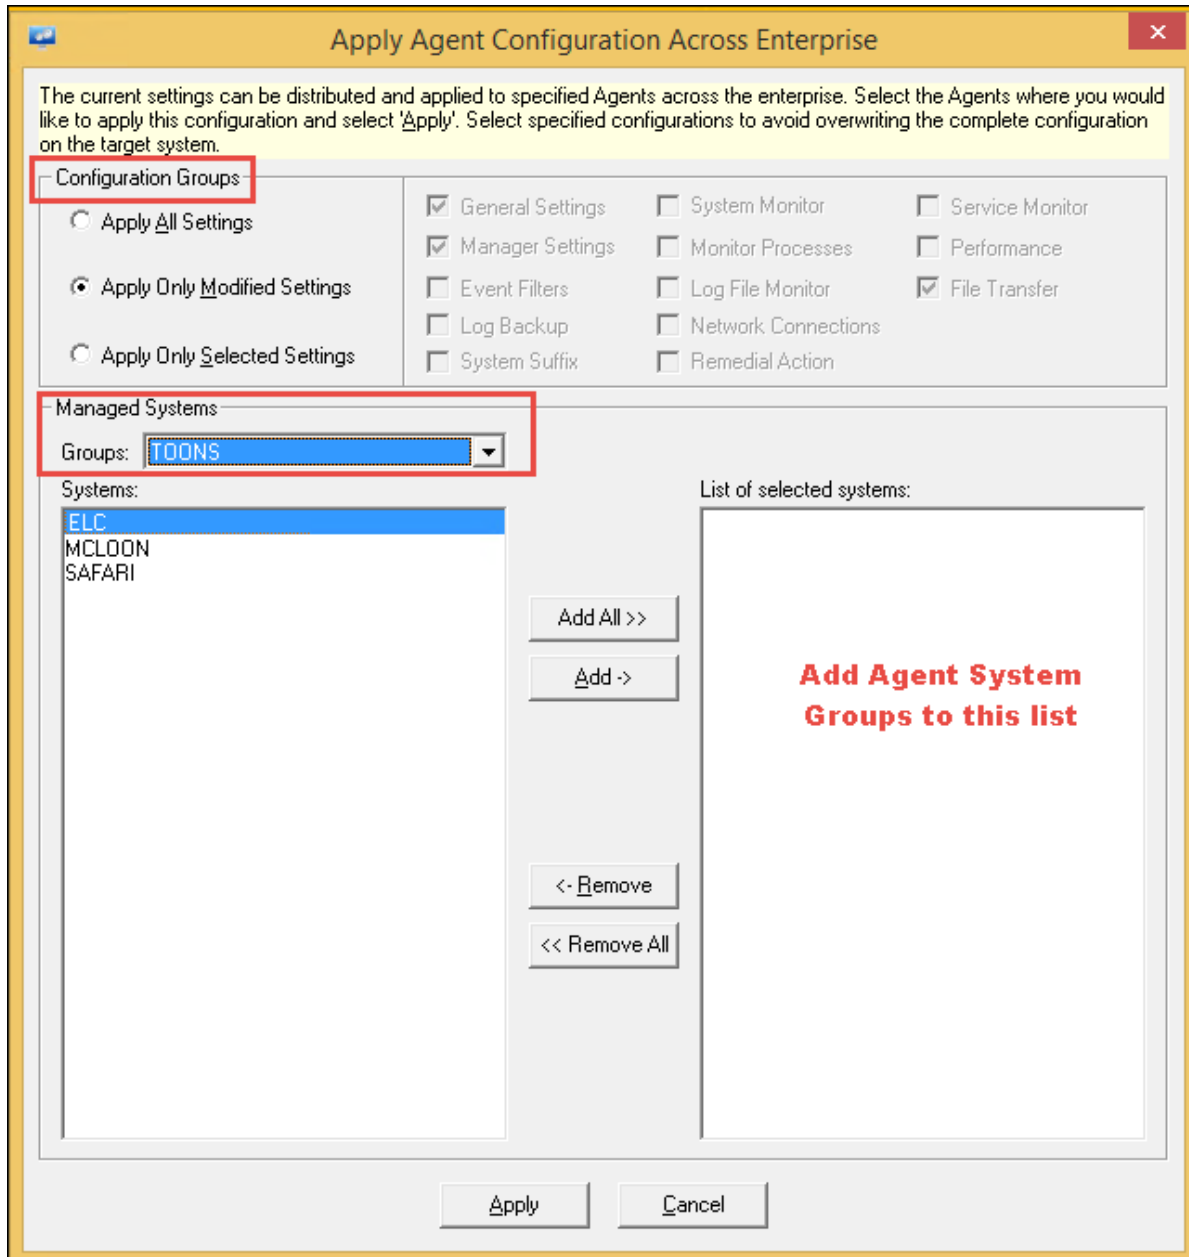 Apply Agent Configuration Across Enterprise
The current settings can be distributed and applied to specified Agents across the enterprise. Select the Agents where you would
like to apply this configuration and select 'Apply'. Select specified configurations to avoid overwriting the complete configuration
on the target system.
Configuration Groups
Apply All Settings
Apply Only Modified Settings
Apply Only Selected Settings
General Settings
Manager Settings
Event Filters
Log Backup
System Suffix
System Monitor
Monitor Processes
Log File Monitor
Network Connections
Remedial Action
Service Monitor
Performance
File Transfer
Managed Systems
Groups: TOONS
Systems:
ELC
MCLOON
SAFARI
Add All >>
Add ->
<- Remove
<< Remove All
List of selected systems:
Add Agent System
Groups to this list
Apply
Cancel